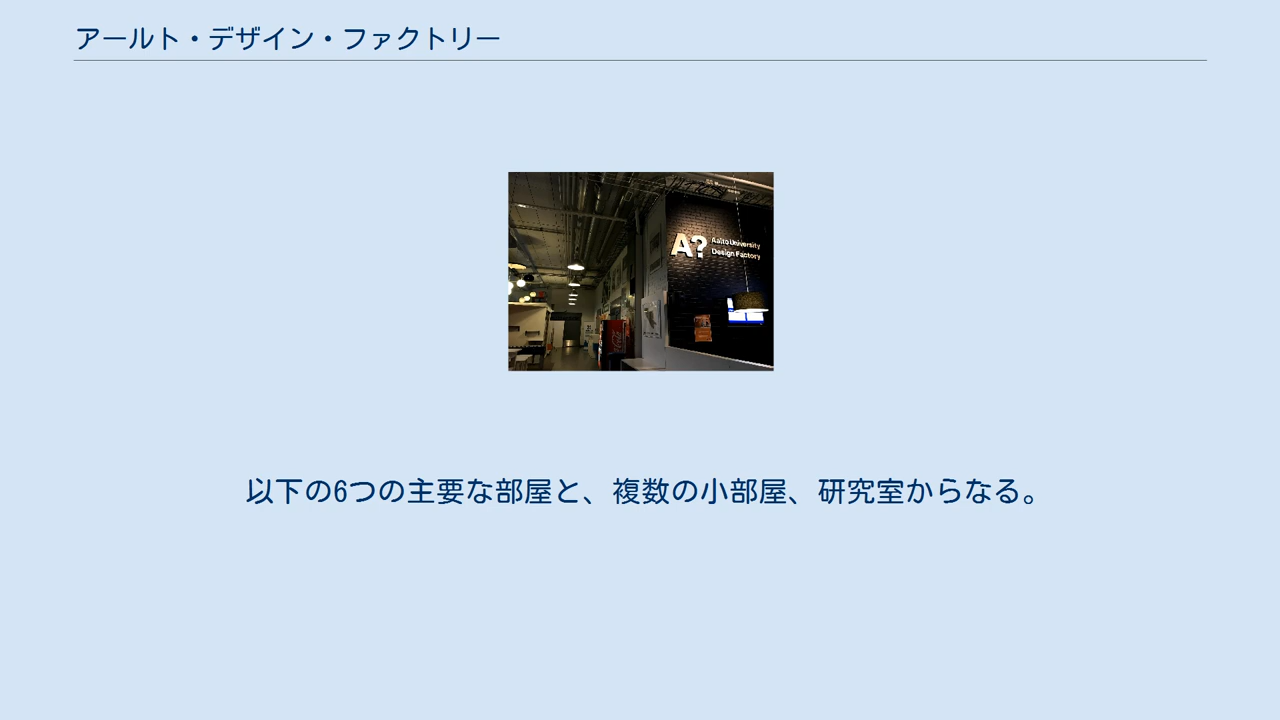 アールト・デザイン・ファクトリー
A? Aalto University
Design Factory
以下の6つの主要な部屋と、複数の小部屋、研究室からなる。